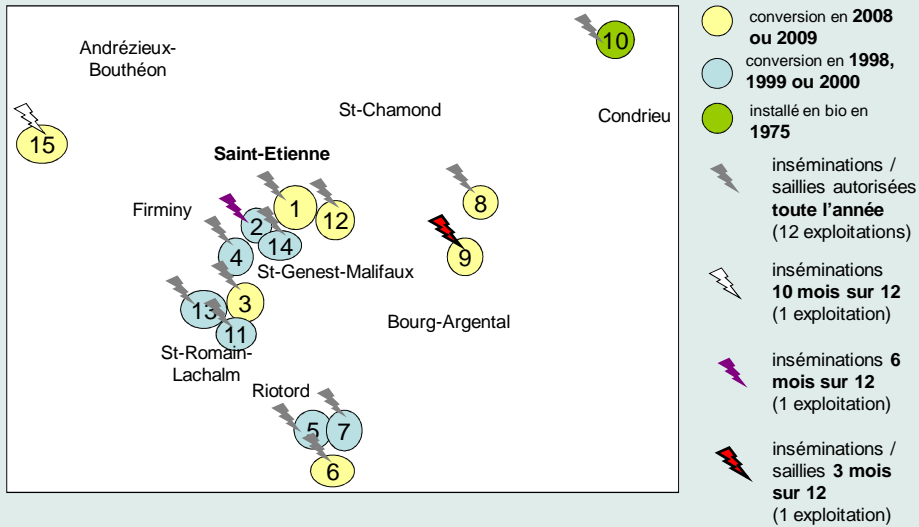 10
Andrézieux-
Bouthéon
St-Chamond
Condrieu
15
Saint-Etienne
8
1
Firminy
12
2
14
4
9
St-Genest-Malifaux
3
13
Bourg-Argental
11
St-Romain-
Lachalm
Riotord
5
7
6
conversion en 2008
ou 2009
conversion en 1998,
1999 ou 2000
installé en bio en
1975
inséminations /
saillies autorisées
toute l'année
(12 exploitations)
inséminations
10 mois sur 12
(1 exploitation)
inséminations 6
mois sur 12
(1 exploitation)
inséminations /
saillies 3 mois
sur 12
(1 exploitation)